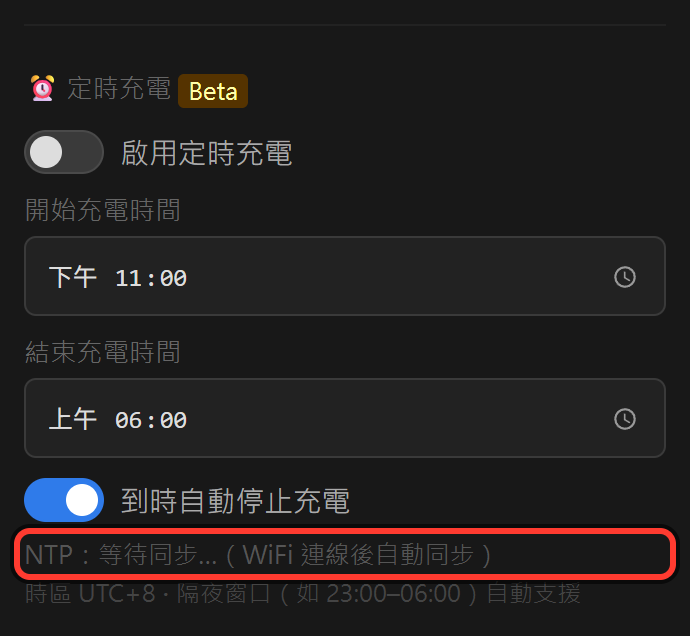 定時充電 Beta
啟用定時充電
開始充電時間
下午 11:00
結束充電時間
上午 06:00
到時自動停止充電
NTP：等待同步...（WiFi 連線後自動同步）
時區 UTC+8 · 隔夜窗口（如 23:00–06:00）自動支援